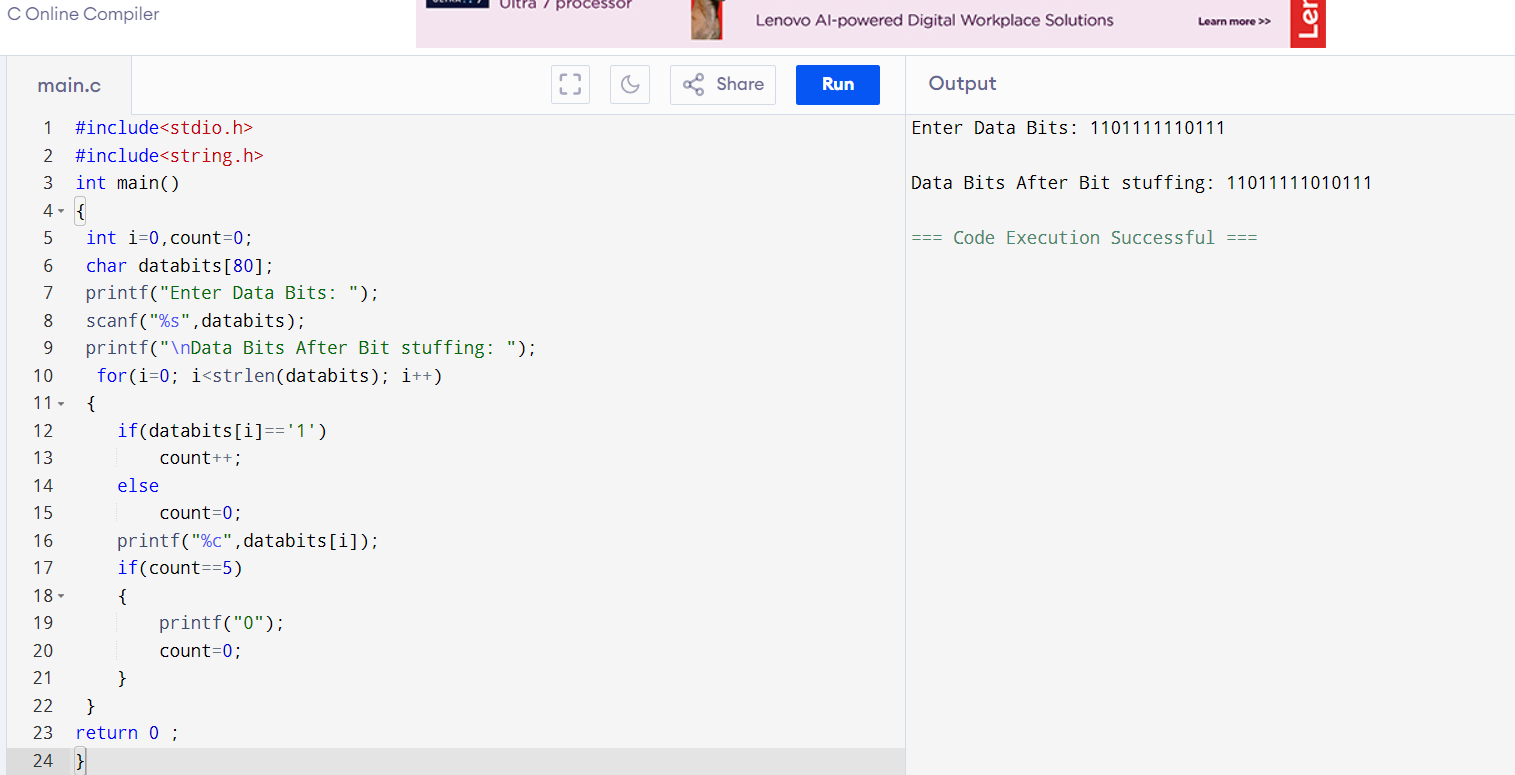 C Online Compiler
Ultra 7 processor
Lenovo AI-powered Digital Workplace Solutions
Learn more >>
main.c
Share
Run
Output
1 #include<stdio.h>
2 #include<string.h>
3 int main()
4 {
5 int i=0,count=0;
6 char databits[80];
7 printf("Enter Data Bits: ");
8 scanf("%s",databits);
9 printf("\nData Bits After Bit stuffing: ");
10 for(i=0; i<strlen(databits); i++)
11 {
12 if(databits[i]=='1')
13 count++;
14 else
15 count=0;
16 printf("%c",databits[i]);
17 if(count==5)
18 {
19 printf("0");
20 count=0;
21 }
22 }
23 return 0 ;
24 }
Enter Data Bits: 1101111110111
Data Bits After Bit stuffing: 11011111010111
=== Code Execution Successful ===